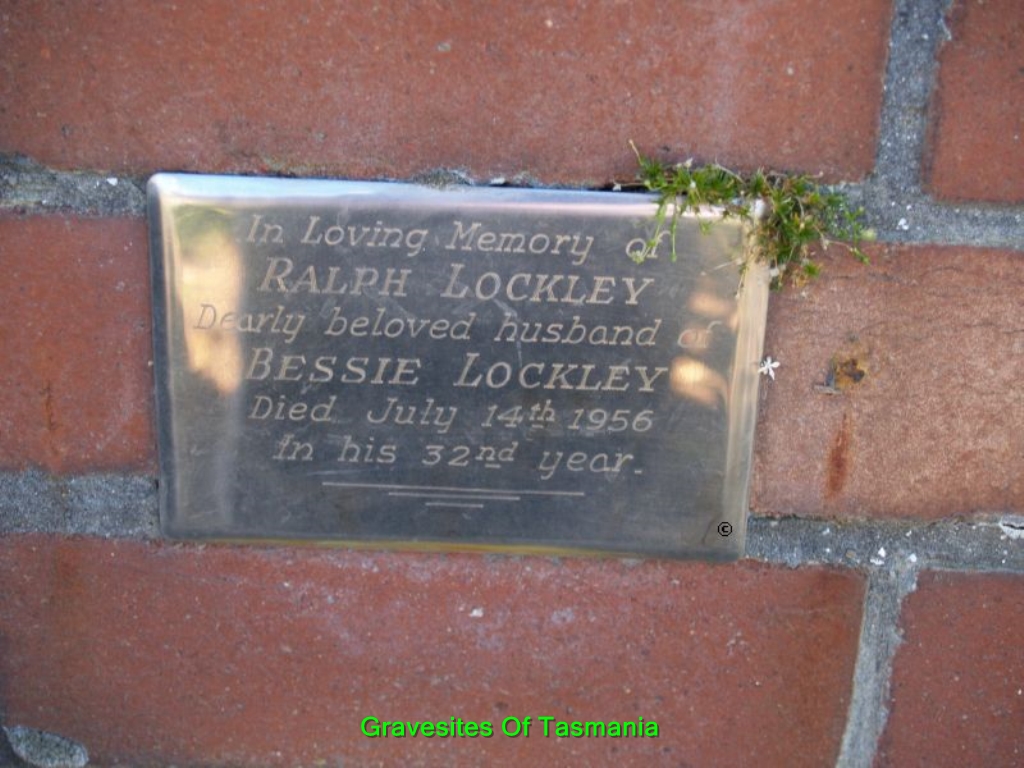 In Loving Memory of
RALPH LOCKLEY
Dearly beloved husband of
BESSIE LOCKLEY
Died July 14th 1956
In his 32nd year.
©
Gravesites Of Tasmania